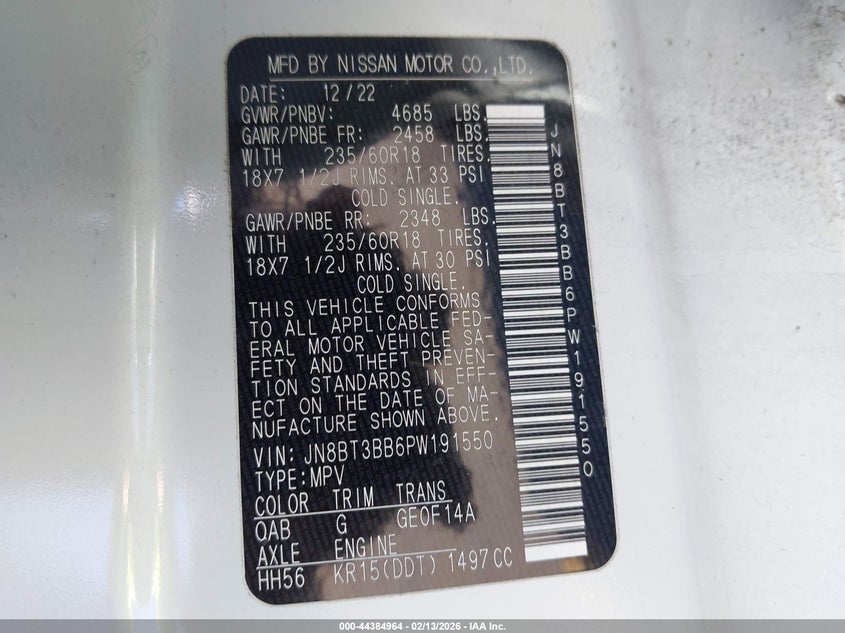 MFD BY NISSAN MOTOR CO.,LTD.
DATE: 12/22
GVWR/PNBV: 4685 LBS.
GAWR/PNBE FR: 2458 LBS.
WITH 235/60R18 TIRES.
18X7 1/2J RIMS. AT 33 PSI
COLD SINGLE.
GAWR/PNBE RR: 2348 LBS.
WITH 235/60R18 TIRES.
18X7 1/2J RIMS. AT 30 PSI
COLD SINGLE.
THIS VEHICLE CONFORMS
TO ALL APPLICABLE FED-
ERAL MOTOR VEHICLE SA-
FETY AND THEFT PREVEN-
TION STANDARDS IN EFF-
ECT ON THE DATE OF MA-
NUFACTURE SHOWN ABOVE.
VIN: JN8BT3BB6PW191550
TYPE:MPV
COLOR TRIM TRANS
QAB G GE0F14A
AXLE ENGINE
HH56 KR15(DDT) 1497CC
JN8BT3BB6PW191550
000-44384964 - 02/13/2026 - IAA Inc.